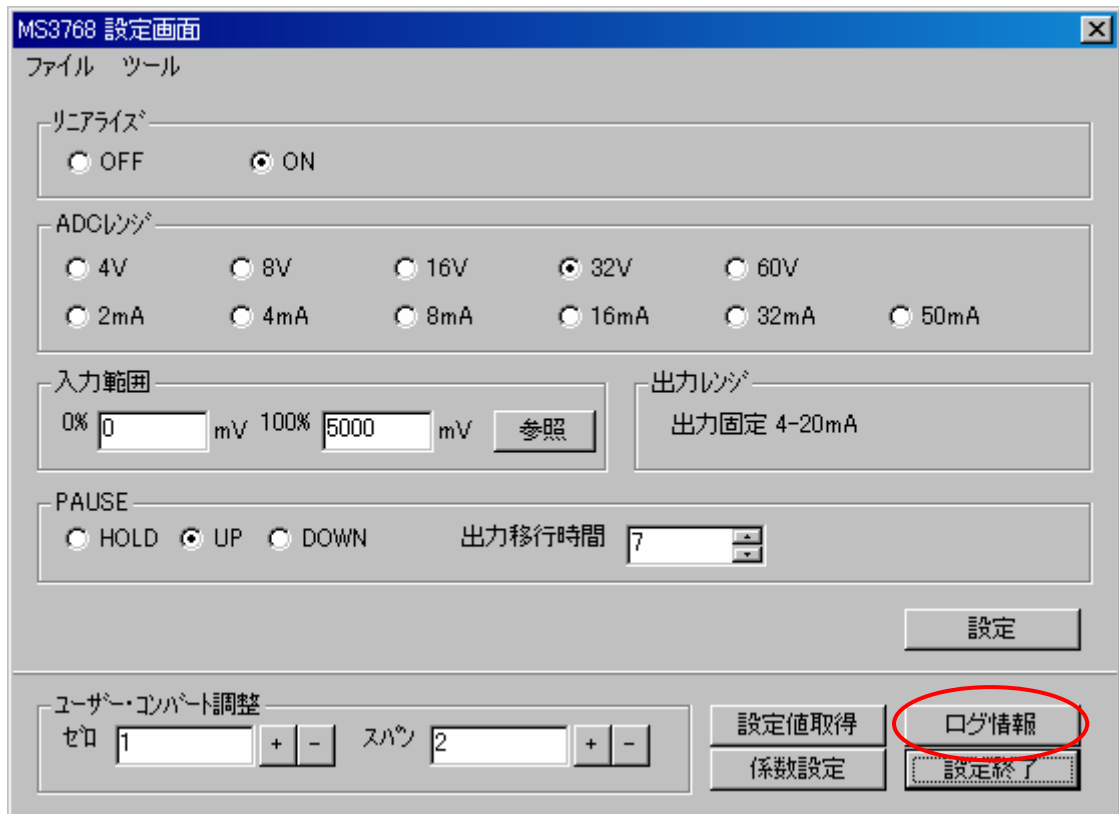 MS3768 設定画面
ファイル ツール
リニアライズ
OFF ON
ADCレンジ
4V 8V 16V 32V 60V
2mA 4mA 8mA 16mA 32mA 50mA
入力範囲 出力レンジ
0% 0 mV 100% 5000 mV 参照 出力固定 4-20mA
PAUSE
HOLD UP DOWN 出力移行時間 7
設定
ユーザー・コンバート調整
ゼロ 1 + - スパン 2 + - 設定値取得 ログ情報
係数設定 設定終了